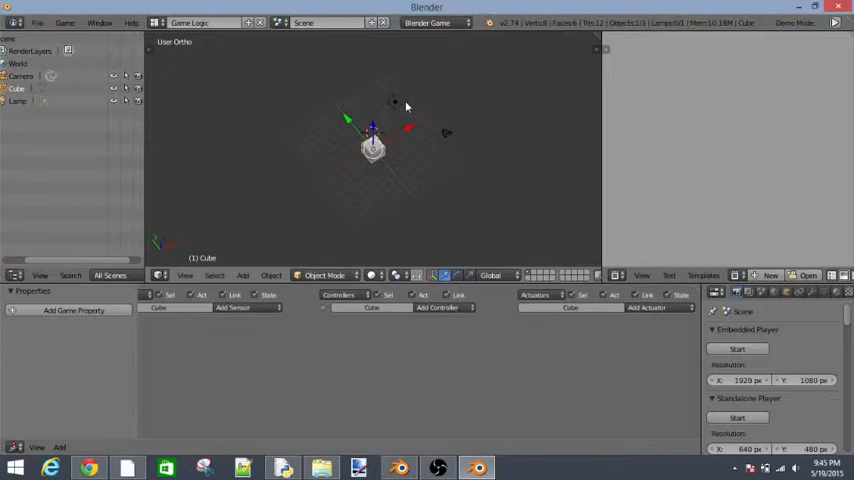 Blender
File Game Window Help Game Logic Scene Blender Game v2.74 | Verts:8 | Faces:6 | Tris:12 | Objects:1/3 | Lamps:0/1 | Mem:10.18M | Cube Demo Mode:
cene
RenderLayers
World
Camera
Cube
Lamp
User Ortho
(1) Cube
View Search All Scenes
View Select Add Object Object Mode Global
View Text Templates New Open
Properties
Add Game Property
Sel Act Link State
Cube Add Sensor
Controllers Sel Act Link
Cube Add Controller
Actuators Sel Act Link State
Cube Add Actuator
Scene
Embedded Player
Start
Resolution:
X: 1920 px Y: 1080 px
Standalone Player
Start
Resolution:
X: 640 px Y: 480 px
View Add
9:45 PM
5/19/2015